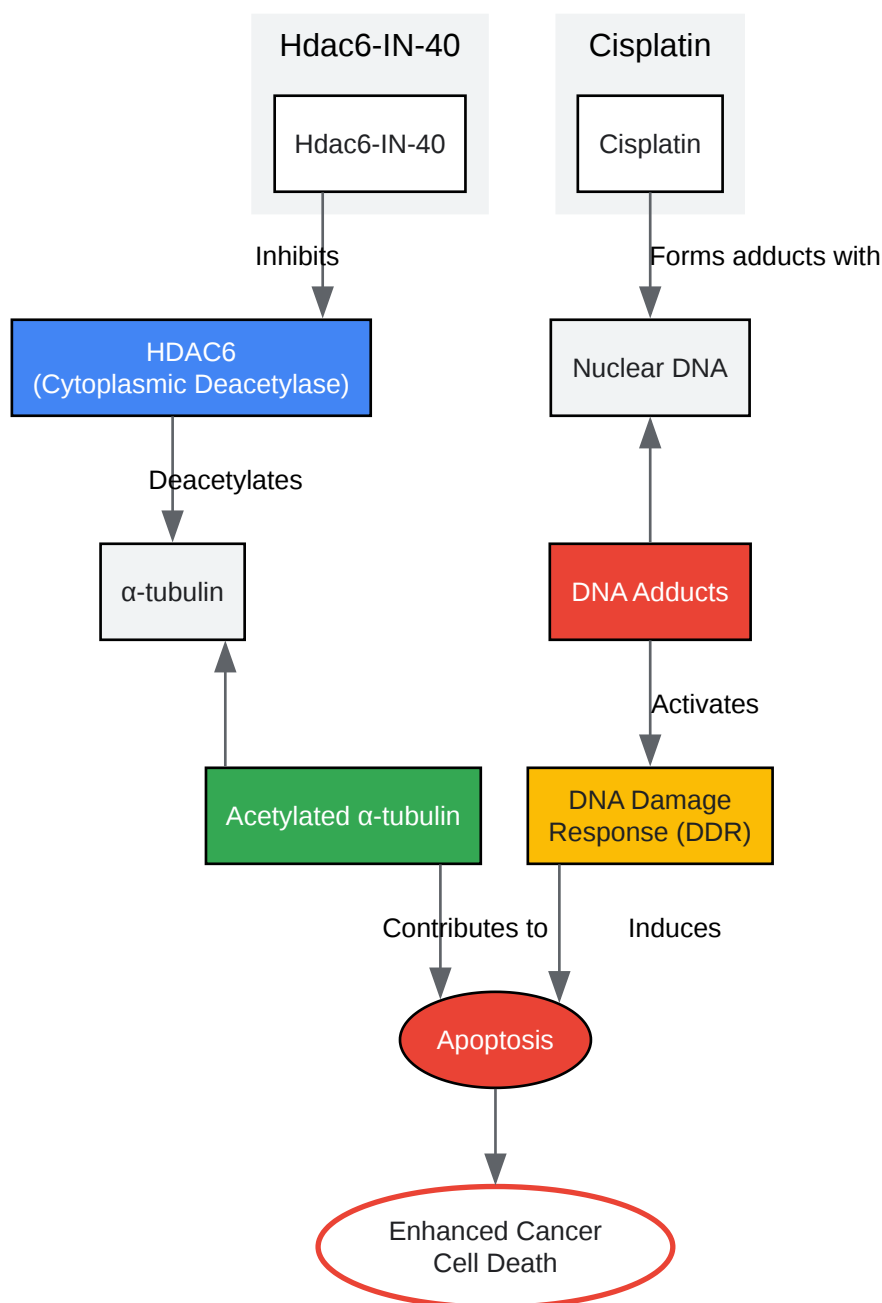 Hdac6-IN-40
Cisplatin
Hdac6-IN-40
Cisplatin
Inhibits
Forms adducts with
HDAC6
(Cytoplasmic Deacetylase)
Nuclear DNA
Deacetylates
α-tubulin
DNA Adducts
Activates
Acetylated α-tubulin
DNA Damage
Response (DDR)
Contributes to
Induces
Apoptosis
Enhanced Cancer
Cell Death